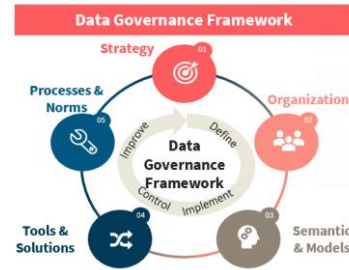 Data Governance Framework
Strategy
01
Organization
02
Semantic
& Models
03
Tools &
Solutions
04
Processes &
Norms
05
Define
Implement
Control
Improve
Data
Governance
Framework